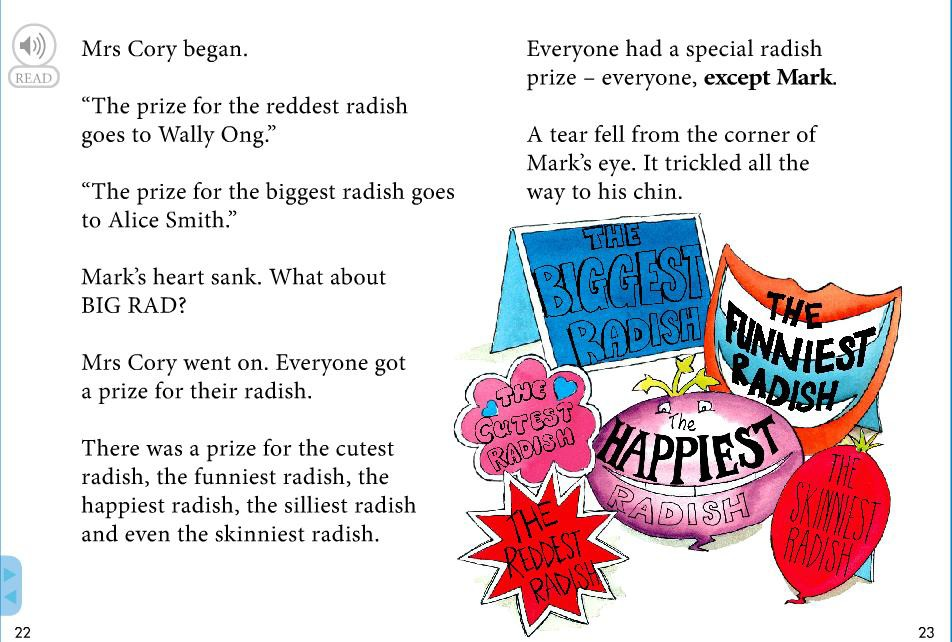 READ
Mrs Cory began.
“The prize for the reddest radish
goes to Wally Ong.”
“The prize for the biggest radish goes
to Alice Smith.”
Mark’s heart sank. What about
BIG RAD?
Mrs Cory went on. Everyone got
a prize for their radish.
There was a prize for the cutest
radish, the funniest radish, the
happiest radish, the silliest radish
and even the skinniest radish.
22
Everyone had a special radish
prize – everyone, except Mark.
A tear fell from the corner of
Mark’s eye. It trickled all the
way to his chin.
THE
BIGGEST
RADISH
THE
FUNNIEST
RADISH
THE
CUTEST
RADISH
The
HAPPIEST
RADISH
THE
SKINNIEST
RADISH
THE
REDDEST
RADISH
23